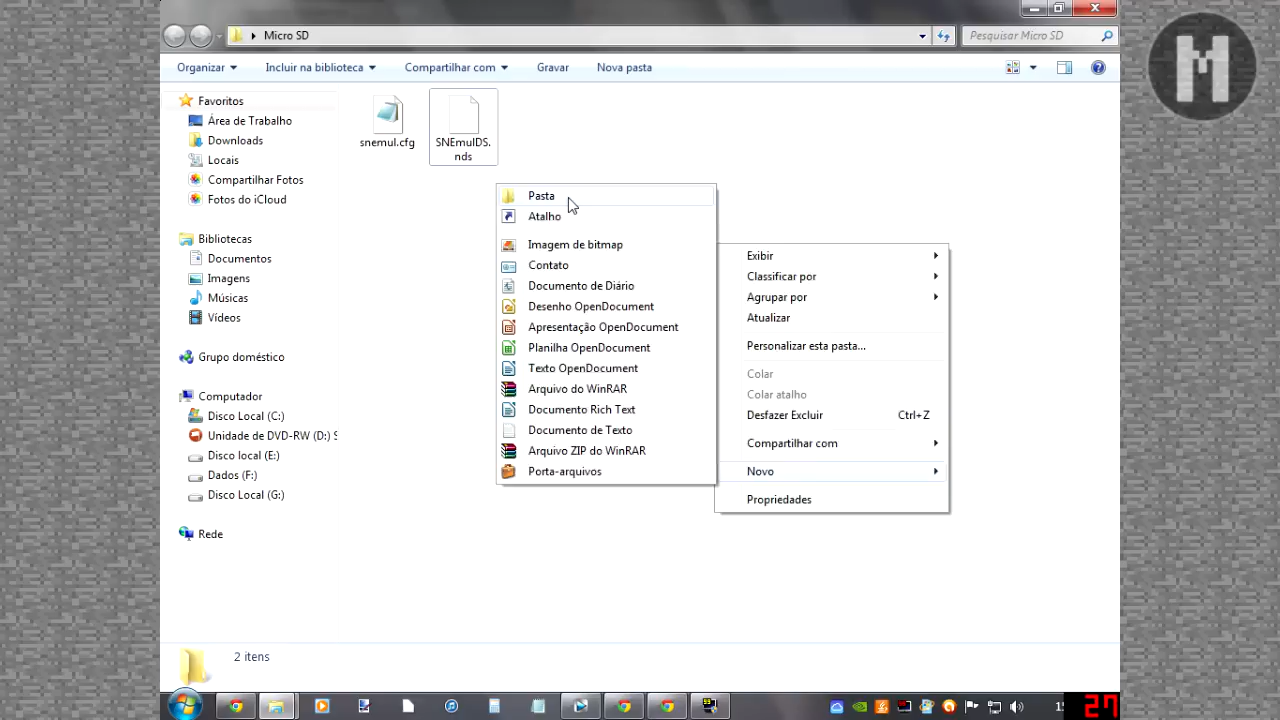 Micro SD
Pesquisar Micro SD
Organizar
Incluir na biblioteca
Compartilhar com
Gravar
Nova pasta
Favoritos
Área de Trabalho
Downloads
Locais
Compartilhar Fotos
Fotos do iCloud
Bibliotecas
Documentos
Imagens
Músicas
Vídeos
Grupo doméstico
Computador
Disco Local (C:)
Unidade de DVD-RW (D:) S
Disco local (E:)
Dados (F:)
Disco Local (G:)
Rede
snemul.cfg
SNEmulDS.
nds
Pasta
Atalho
Imagem de bitmap
Contato
Documento de Diário
Desenho OpenDocument
Apresentação OpenDocument
Planilha OpenDocument
Texto OpenDocument
Arquivo do WinRAR
Documento Rich Text
Documento de Texto
Arquivo ZIP do WinRAR
Porta-arquivos
Exibir
Classificar por
Agrupar por
Atualizar
Personalizar esta pasta...
Colar
Colar atalho
Desfazer Excluir Ctrl+Z
Compartilhar com
Novo
Propriedades
2 itens
27
M